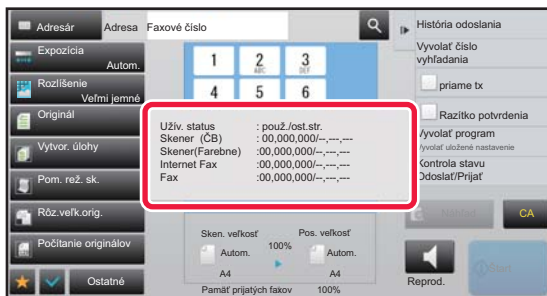 Adresár
Adresa
Faxové číslo
Expozícia
Autom.
Rozlíšenie
Veľmi jemné
Originál
Vytvor. úlohy
Pom. rež. sk.
Rôz.veľk.orig.
Počítanie originálov
Ostatné
1
2
ABC
3
DEF
4
5
6
Užív. status : použ./ost.str.
Skener (ČB) : 00,000,000/--,---,---
Skener(Farebne) :00,000,000/--,---,---
Internet Fax :00,000,000/--,---,---
Fax :00,000,000/--,---,---
Sken. veľkosť
Pos. veľkosť
100%
Autom.
Autom.
A4
A4
Pamäť prijatých fakov 100%
História odoslania
Vyvolať číslo
vyhľadania
priame tx
Razítko potvrdenia
Vyvolať program
Vyvolať uložené nastavenie
Kontrola stavu
Odoslať/Prijať
CA
Reprod.
Štart